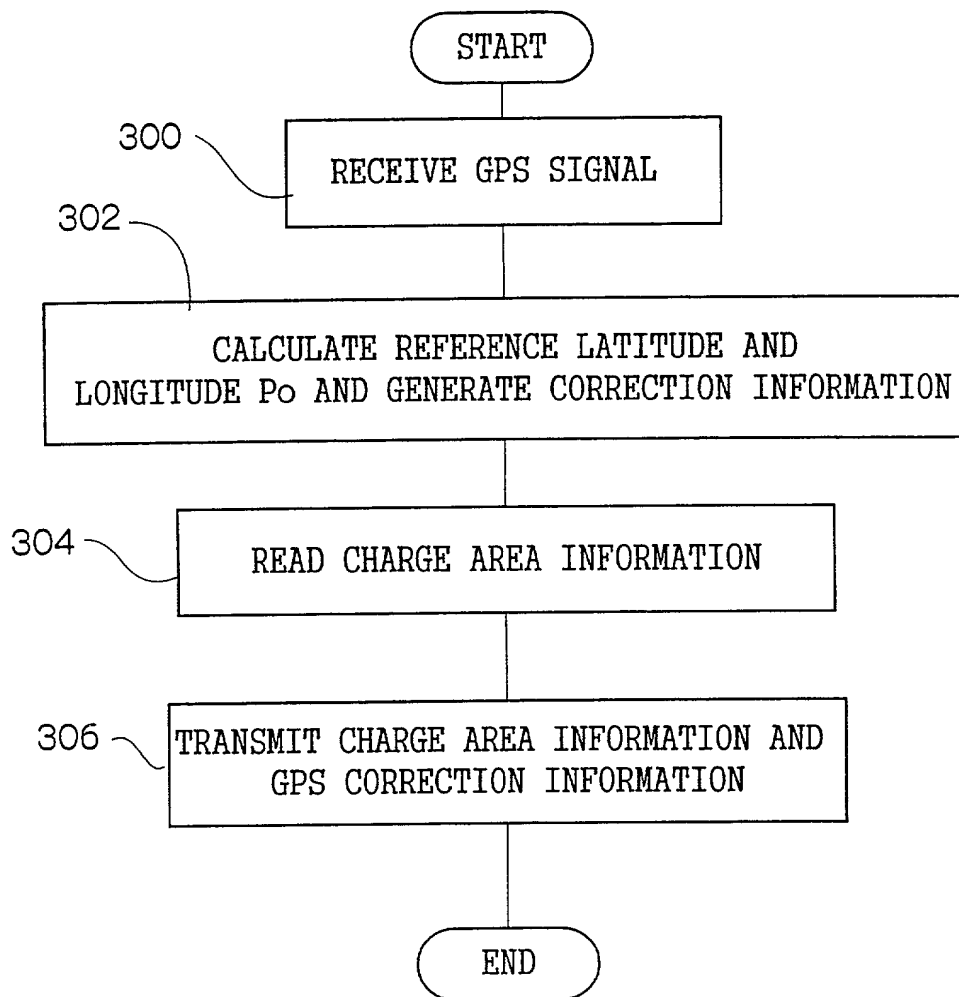 START
300
RECEIVE GPS SIGNAL
302
CALCULATE REFERENCE LATITUDE AND
LONGITUDE Po AND GENERATE CORRECTION INFORMATION
304
READ CHARGE AREA INFORMATION
306
TRANSMIT CHARGE AREA INFORMATION AND
GPS CORRECTION INFORMATION
END